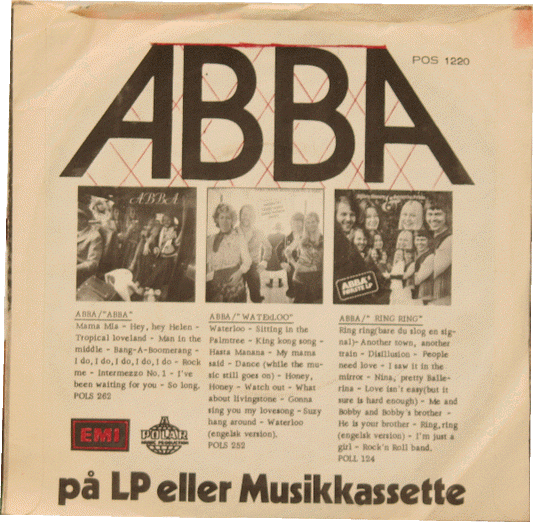 POS 1220
ABBA
ABBA
ABBA'S
FØRSTE LP
ABBA/"ABBA"
Mama Mia - Hey, hey Helen -
Tropical loveland - Man in the
middle - Bang-A-Boomerang -
I do, I do, I do, I do, I do - Rock
me - Intermezzo No. 1 - I've
been waiting for you - So long.
POLS 262
ABBA/"WATERLOO"
Waterloo - Sitting in the
Palmtree - King kong song -
Hasta Manana - My mama
said - Dance (while the mu-
sic still goes on) - Honey,
Honey - Watch out - What
about livingstone - Gonna
sing you my lovesong - Suzy
bang around - Waterloo
(engelsk version).
POLS 252
ABBA/" RING RING"
Ring ring(bare du slog en sig-
nal)- Another town, another
train - Disillusion - People
need love - I saw it in the
mirror - Nina, pretty Balle-
rina - Love isn't easy(but it
sure is hard enough) - Me and
Bobby and Bobby's brother -
He is your brother - Ring, ring
(engelsk version) - I'm just a
girl - Rock'n Roll band.
POLL 124
EMI
POLAR
MUSIC PRODUCTION
på LP eller Musikkassette